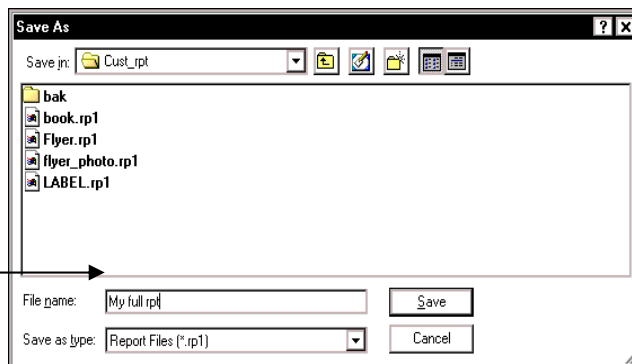 Save As
Save in: Cust_rpt
bak
book.rp1
Flyer.rp1
flyer_photo.rp1
LABEL.rp1
File name: My full rpt Save
Save as type: Report Files (*.rp1) Cancel